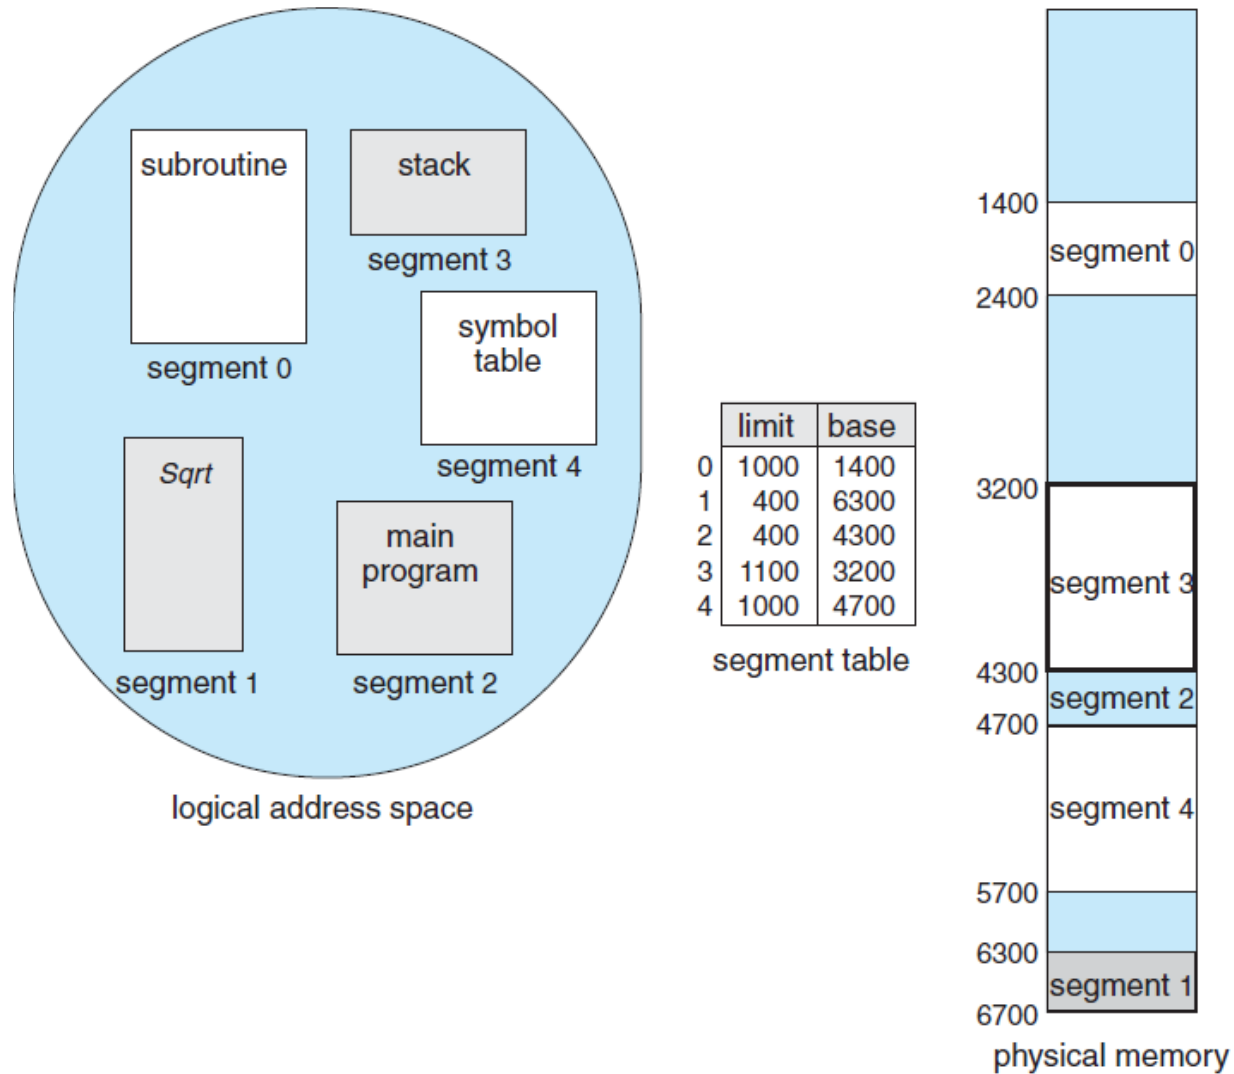 subroutine
segment 0
stack
segment 3
symbol
table
segment 4
Sqrt
segment 1
main
program
segment 2
logical address space
limit base
0 1000 1400
1 400 6300
2 400 4300
3 1100 3200
4 1000 4700
segment table
1400
segment 0
2400
3200
segment 3
4300
segment 2
4700
segment 4
5700
6300
segment 1
6700
physical memory